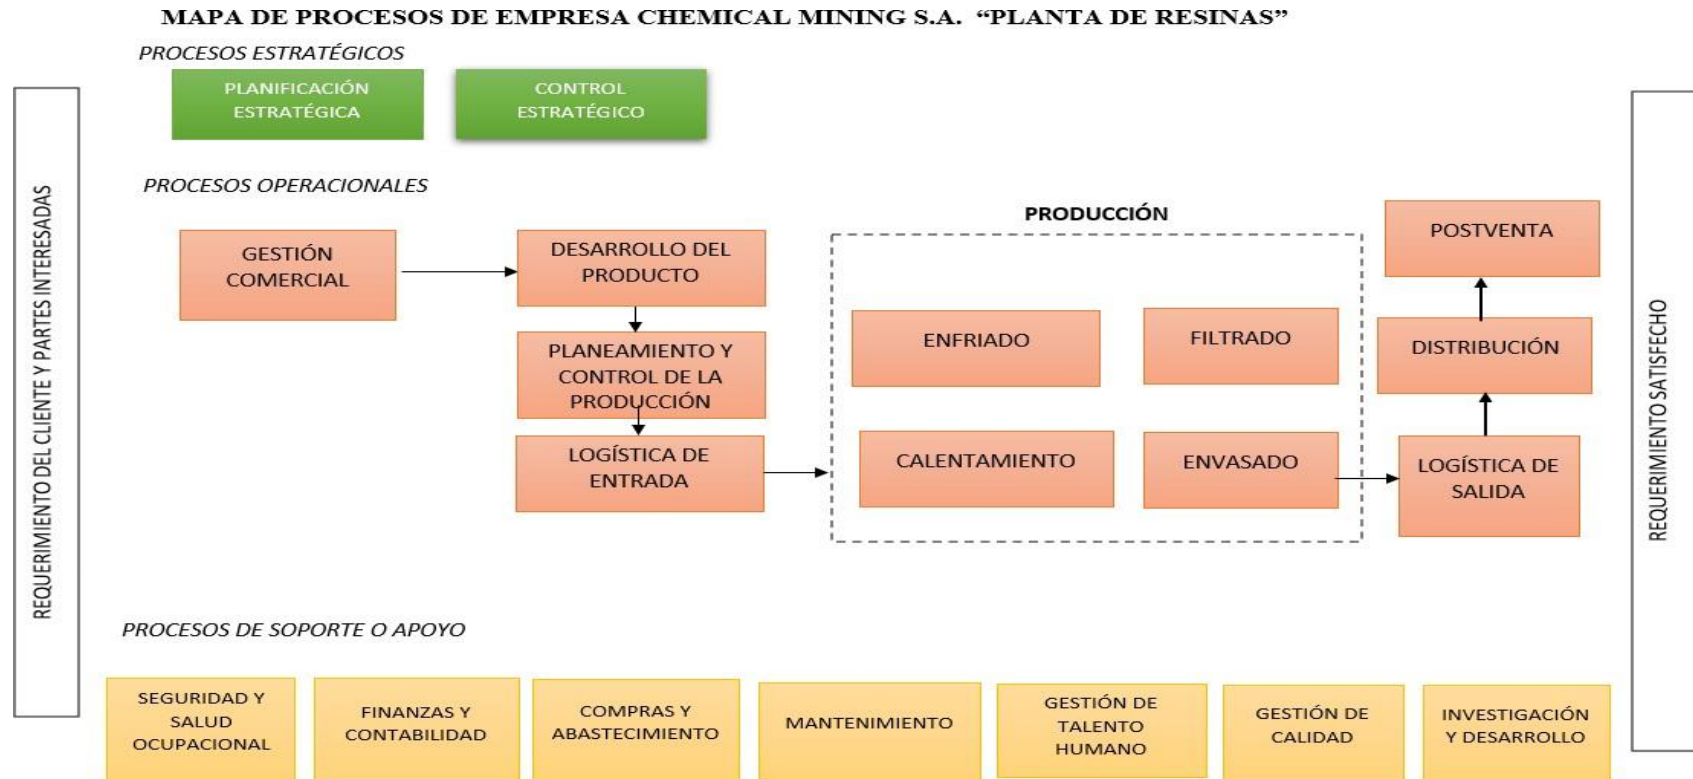 MAPA DE PROCESOS DE EMPRESA CHEMICAL MINING S.A. “PLANTA DE RESINAS”
PROCESOS ESTRATÉGICOS
PLANIFICACIÓN
ESTRATÉGICA
CONTROL
ESTRATÉGICO
REQUERIMIENTO DEL CLIENTE Y PARTES INTERESADAS
PROCESOS OPERACIONALES
GESTIÓN
COMERCIAL
DESARROLLO DEL
PRODUCTO
PLANEAMIENTO Y
CONTROL DE LA
PRODUCCIÓN
LOGÍSTICA DE
ENTRADA
PRODUCCIÓN
ENFRIADO
FILTRADO
CALENTAMIENTO
ENVASADO
POSTVENTA
DISTRIBUCIÓN
LOGÍSTICA DE
SALIDA
REQUERIMIENTO SATISFECHO
PROCESOS DE SOPORTE O APOYO
SEGURIDAD Y
SALUD
OCUPACIONAL
FINANZAS Y
CONTABILIDAD
COMPRAS Y
ABASTECIMIENTO
MANTENIMIENTO
GESTIÓN DE
TALENTO
HUMANO
GESTIÓN DE
CALIDAD
INVESTIGACIÓN
Y DESARROLLO